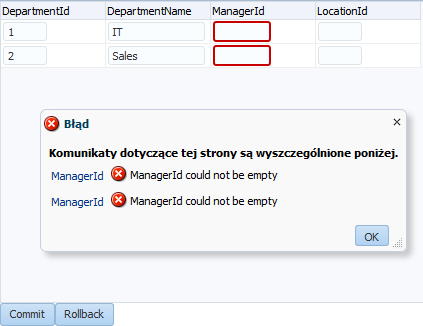 DepartmentId DepartmentName ManagerId LocationId
1 IT
2 Sales
Błąd
Komunikaty dotyczące tej strony są wyszczególnione poniżej.
ManagerId ManagerId could not be empty
ManagerId ManagerId could not be empty
OK
Commit Rollback